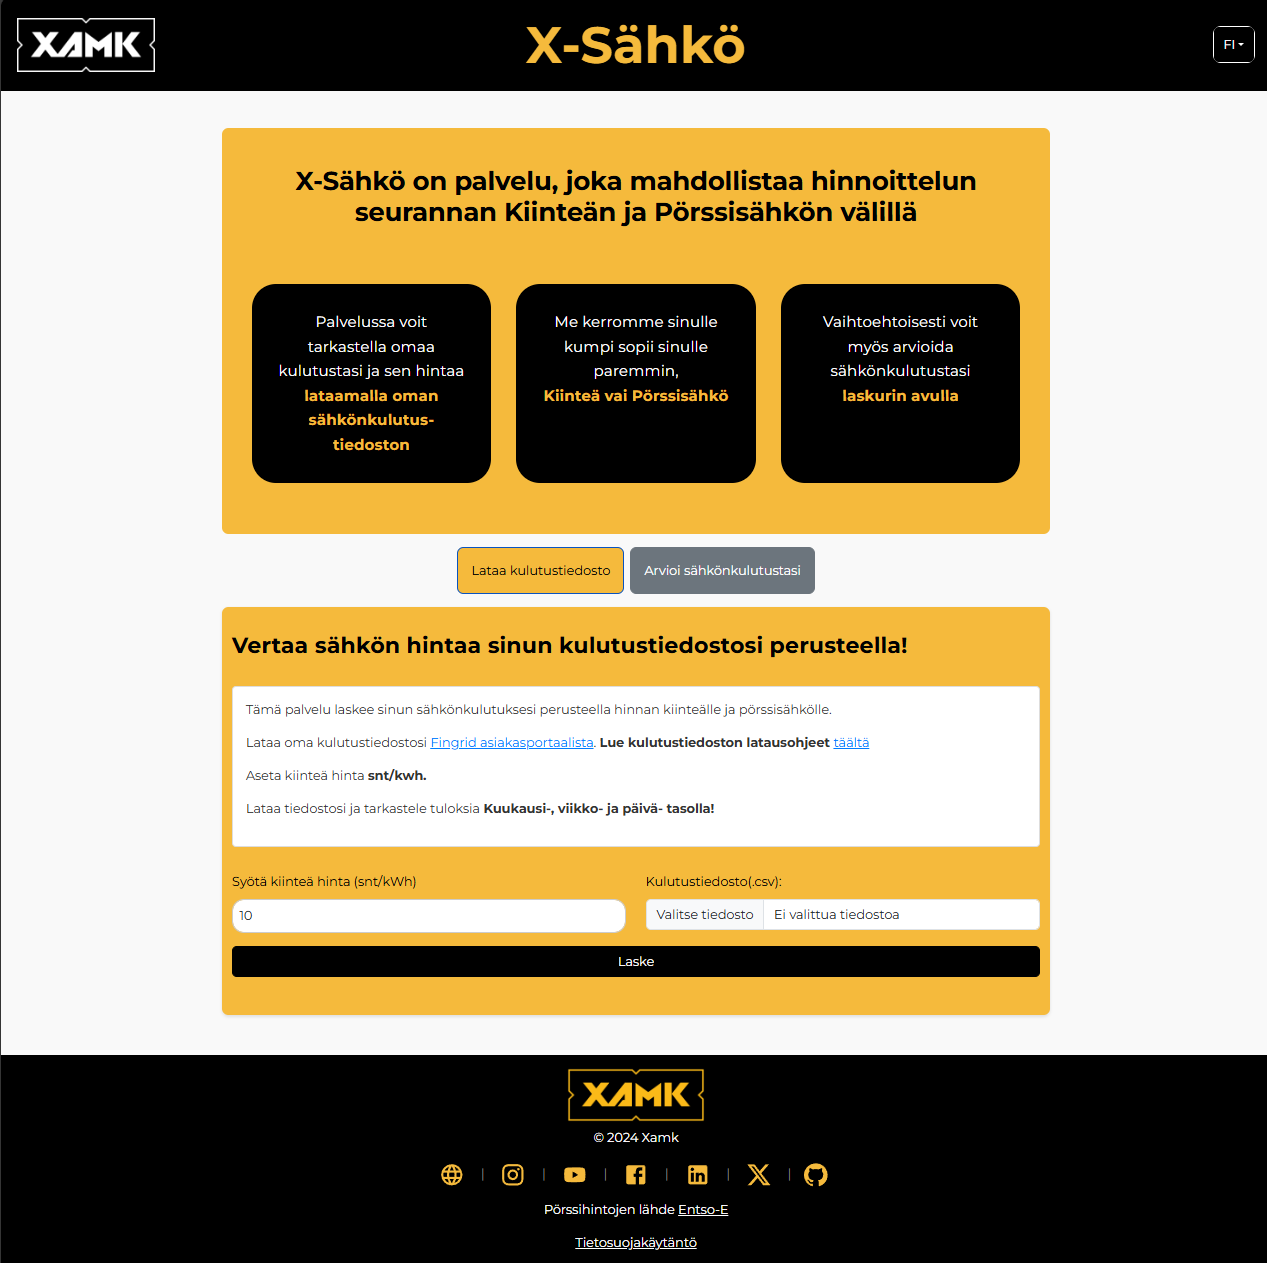 XAMK
X-Sähkö
FI
X-Sähkö on palvelu, joka mahdollistaa hinnoittelun
seurannan Kiinteän ja Pörssisähkön välillä
Palvelussa voit
tarkastella omaa
kulutustasi ja sen hintaa
lataamalla oman
sähkönkulutus-
tiedoston
Me kerromme sinulle
kumpi sopii sinulle
paremmin,
Kiinteä vai Pörssisähkö
Vaihtoehtoisesti voit
myös arvioida
sähkönkulutustasi
laskurin avulla
Lataa kulutustiedosto
Arvioi sähkönkulutustasi
Vertaa sähkön hintaa sinun kulutustiedostosi perusteella!
Tämä palvelu laskee sinun sähkönkulutuksesi perusteella hinnan kiinteälle ja pörssisähkölle.
Lataa oma kulutustiedostosi Fingrid asiakasportaalista. Lue kulutustiedoston latausohjeet täältä
Aseta kiinteä hinta snt/kwh.
Lataa tiedostosi ja tarkastele tuloksia Kuukausi-, viikko- ja päivä- tasolla!
Syötä kiinteä hinta (snt/kWh)
10
Kulutustiedosto(.csv):
Valitse tiedosto
Ei valittua tiedostoa
Laske
XAMK
© 2024 Xamk
Pörssihintojen lähde Entso-E
Tietosuojakäytäntö